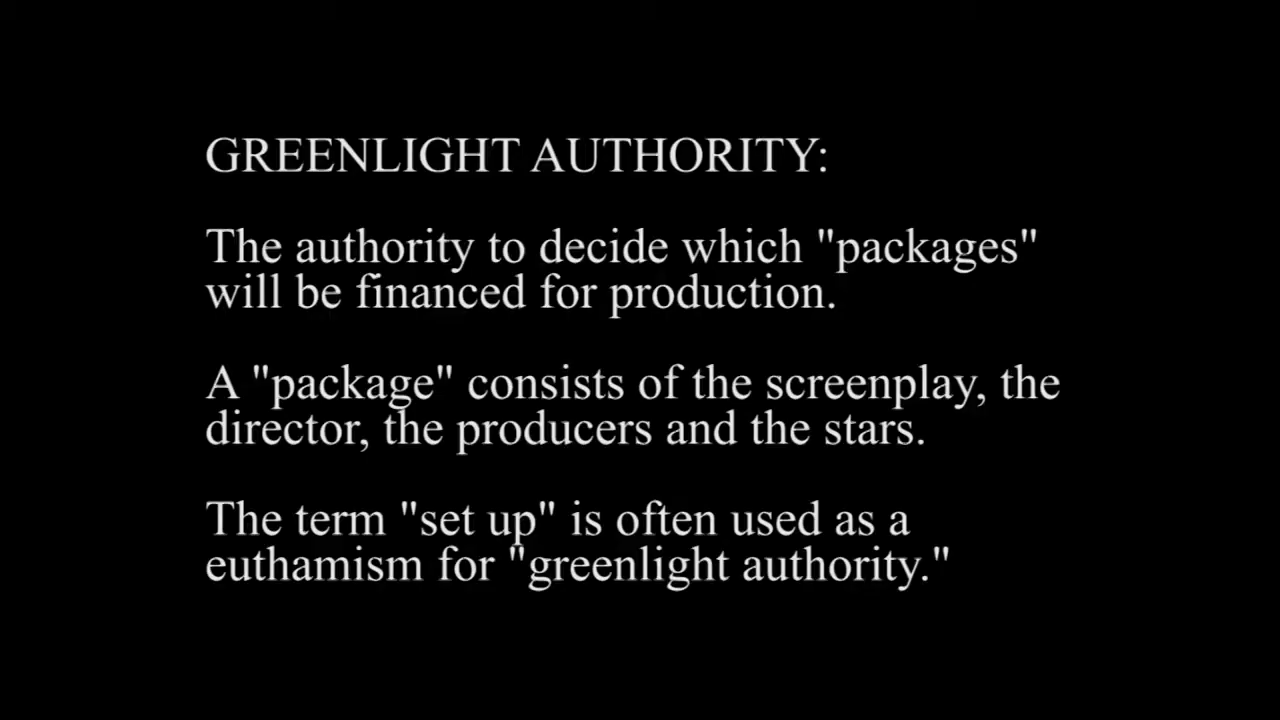 GREENLIGHT AUTHORITY:
The authority to decide which "packages"
will be financed for production.
A "package" consists of the screenplay, the
director, the producers and the stars.
The term "set up" is often used as a
euthamism for "greenlight authority."